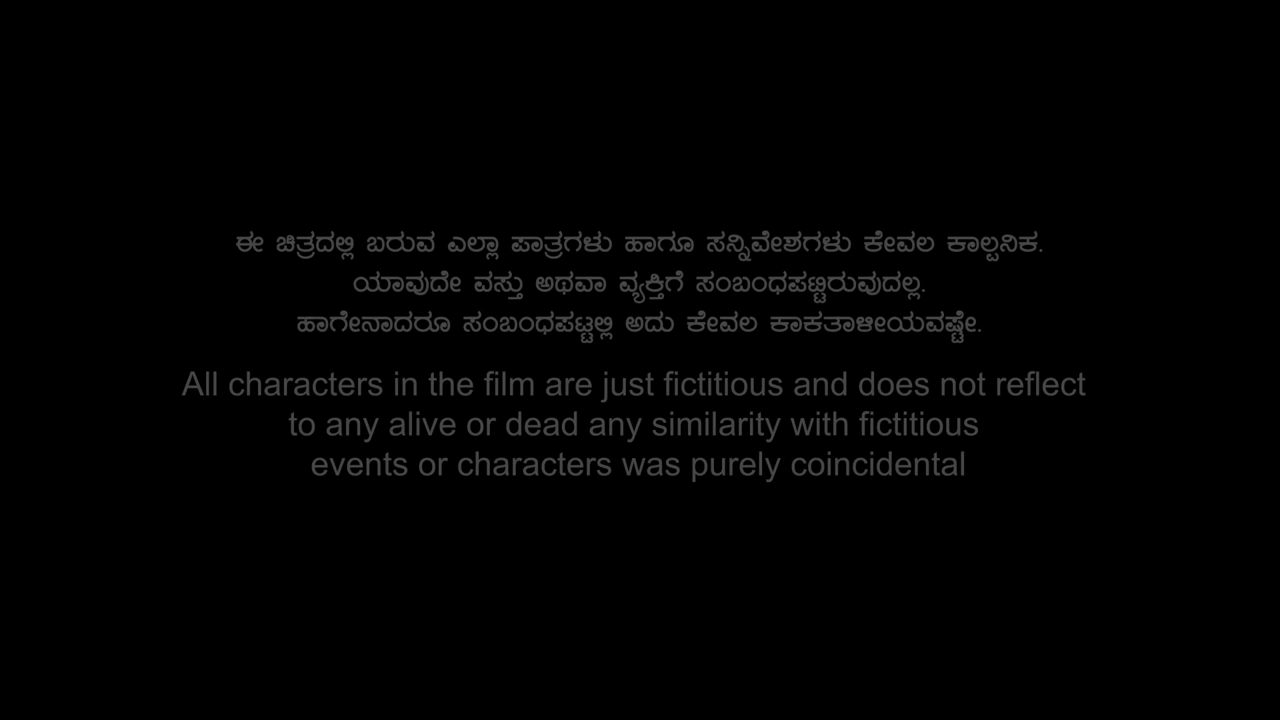 ಈ ಚಿತ್ರದಲ್ಲಿ ಬರುವ ಎಲ್ಲಾ ಪಾತ್ರಗಳು ಹಾಗೂ ಸನ್ನಿವೇಶಗಳು ಕೇವಲ ಕಾಲ್ಪನಿಕ.
ಯಾವುದೇ ವಸ್ತು ಅಥವಾ ವ್ಯಕ್ತಿಗೆ ಸಂಬಂಧಪಟ್ಟಿರುವುದಲ್ಲ.
ಹಾಗೇನಾದರೂ ಸಂಬಂಧಪಟ್ಟಲ್ಲಿ ಅದು ಕೇವಲ ಕಾಕತಾಳೀಯವಷ್ಟೇ.
All characters in the film are just fictitious and does not reflect
to any alive or dead any similarity with fictitious
events or characters was purely coincidental